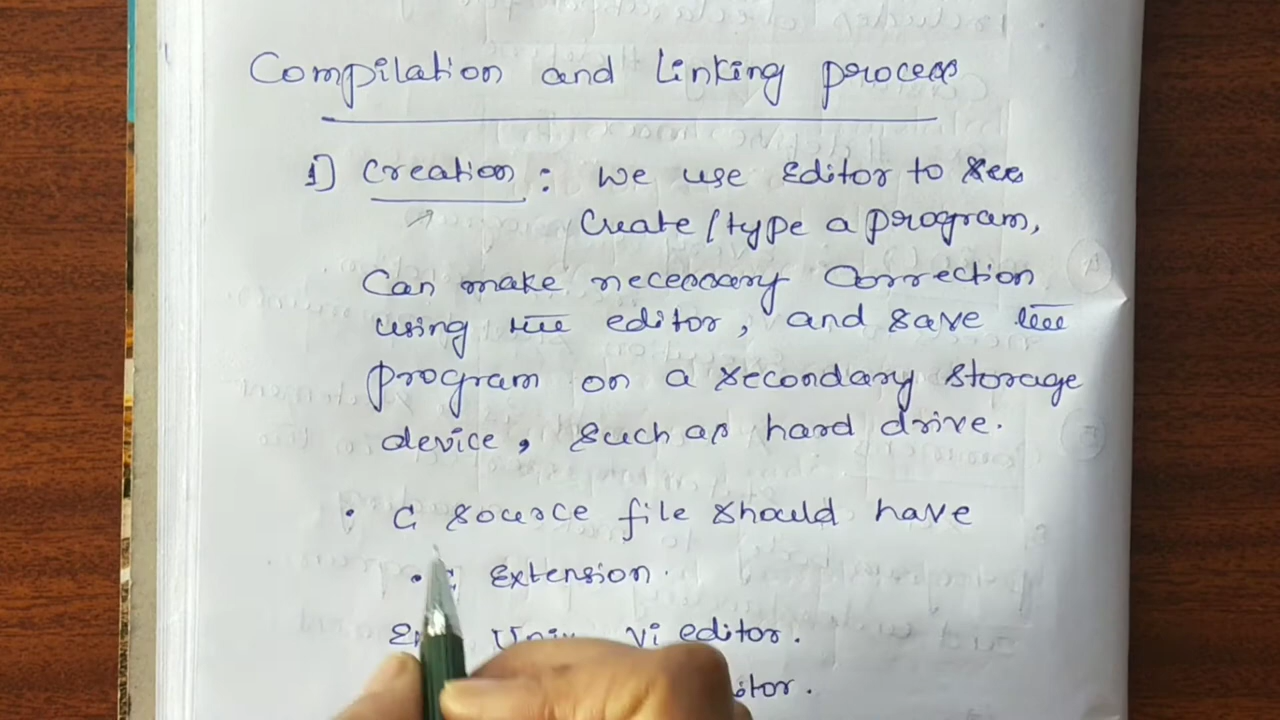 Compilation and Linking process
1) Creation : We use Editor to
Create / type a program,
Can make necessary Correction
using the editor, and save the
program on a secondary storage
device, such as hard drive.
• C source file should have
• C Extension.
Unix vi editor.